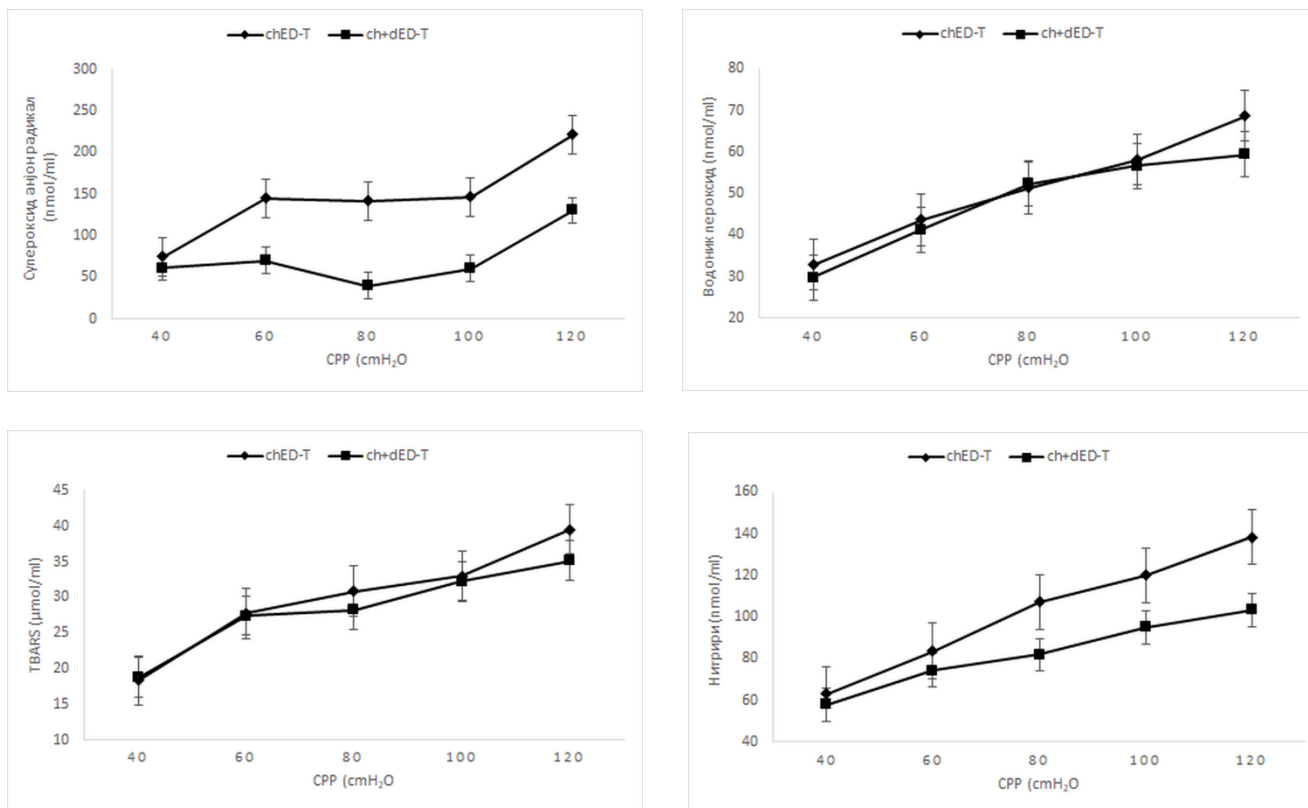 chED-T ch+dED-T
Супероксид анјон радикал
(nmol/ml)
300
250
200
150
100
50
0
40 60 80 100 120
CPP (cmH₂O
chED-T ch+dED-T
Водоник пероксид (nmol/ml)
80
70
60
50
40
30
20
40 60 80 100 120
CPP (cmH₂O
chED-T ch+dED-T
TBARS (µmol/ml)
45
40
35
30
25
20
15
10
40 60 80 100 120
CPP (cmH₂O
chED-T ch+dED-T
Нитрири (nmol/ml)
160
140
120
100
80
60
40
40 60 80 100 120
CPP (cmH₂O